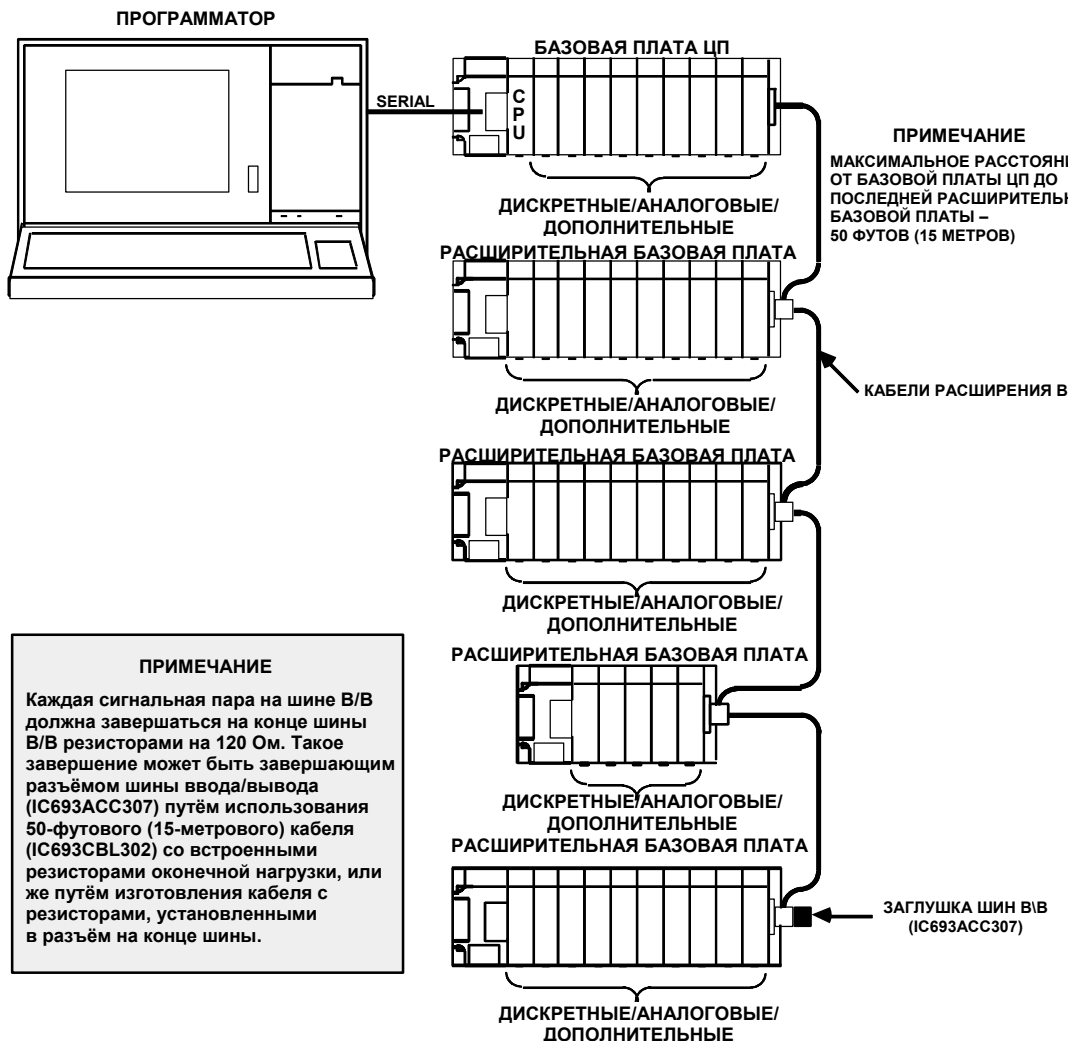 ПРОГРАММАТОР
БАЗОВАЯ ПЛАТА ЦП
SERIAL
CPU
ПРИМЕЧАНИЕ
МАКСИМАЛЬНОЕ РАССТОЯНИ
ОТ БАЗОВОЙ ПЛАТЫ ЦП ДО
ПОСЛЕДНЕЙ РАСШИРИТЕЛЬН
БАЗОВОЙ ПЛАТЫ –
50 ФУТОВ (15 МЕТРОВ)
ДИСКРЕТНЫЕ/АНАЛОГОВЫЕ/
ДОПОЛНИТЕЛЬНЫЕ
РАСШИРИТЕЛЬНАЯ БАЗОВАЯ ПЛАТА
КАБЕЛИ РАСШИРЕНИЯ В
ДИСКРЕТНЫЕ/АНАЛОГОВЫЕ/
ДОПОЛНИТЕЛЬНЫЕ
РАСШИРИТЕЛЬНАЯ БАЗОВАЯ ПЛАТА
ДИСКРЕТНЫЕ/АНАЛОГОВЫЕ/
ДОПОЛНИТЕЛЬНЫЕ
РАСШИРИТЕЛЬНАЯ БАЗОВАЯ ПЛАТА
ПРИМЕЧАНИЕ
Каждая сигнальная пара на шине В/В
должна завершаться на конце шины
В/В резисторами на 120 Ом. Такое
завершение может быть завершающим
разъёмом шины ввода/вывода
(IC693ACC307) путём использования
50-футового (15-метрового) кабеля
(IC693CBL302) со встроенными
резисторами оконечной нагрузки, или
же путём изготовления кабеля с
резисторами, установленными
в разъём на конце шины.
ДИСКРЕТНЫЕ/АНАЛОГОВЫЕ/
ДОПОЛНИТЕЛЬНЫЕ
РАСШИРИТЕЛЬНАЯ БАЗОВАЯ ПЛАТА
ЗАГЛУШКА ШИН В\В
(IC693ACC307)
ДИСКРЕТНЫЕ/АНАЛОГОВЫЕ/
ДОПОЛНИТЕЛЬНЫЕ